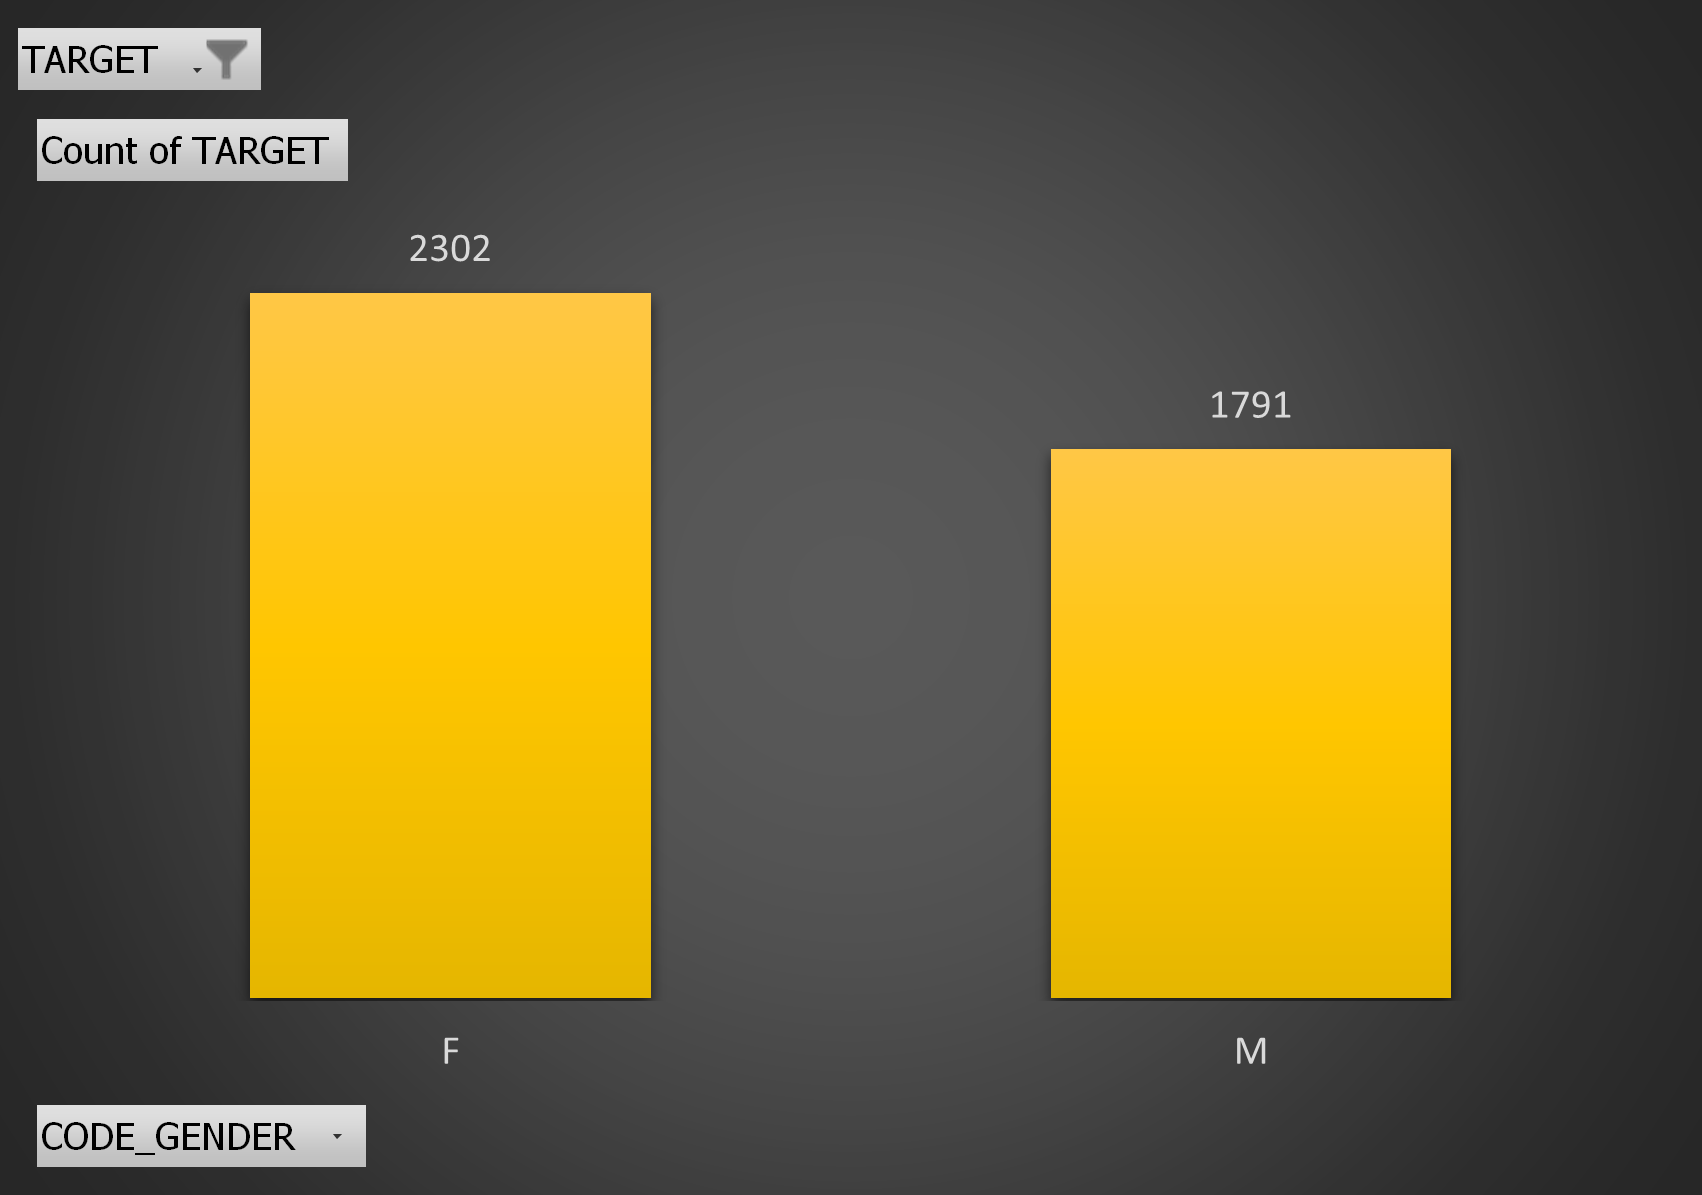 TARGET
Count of TARGET
2302
1791
F
M
CODE_GENDER